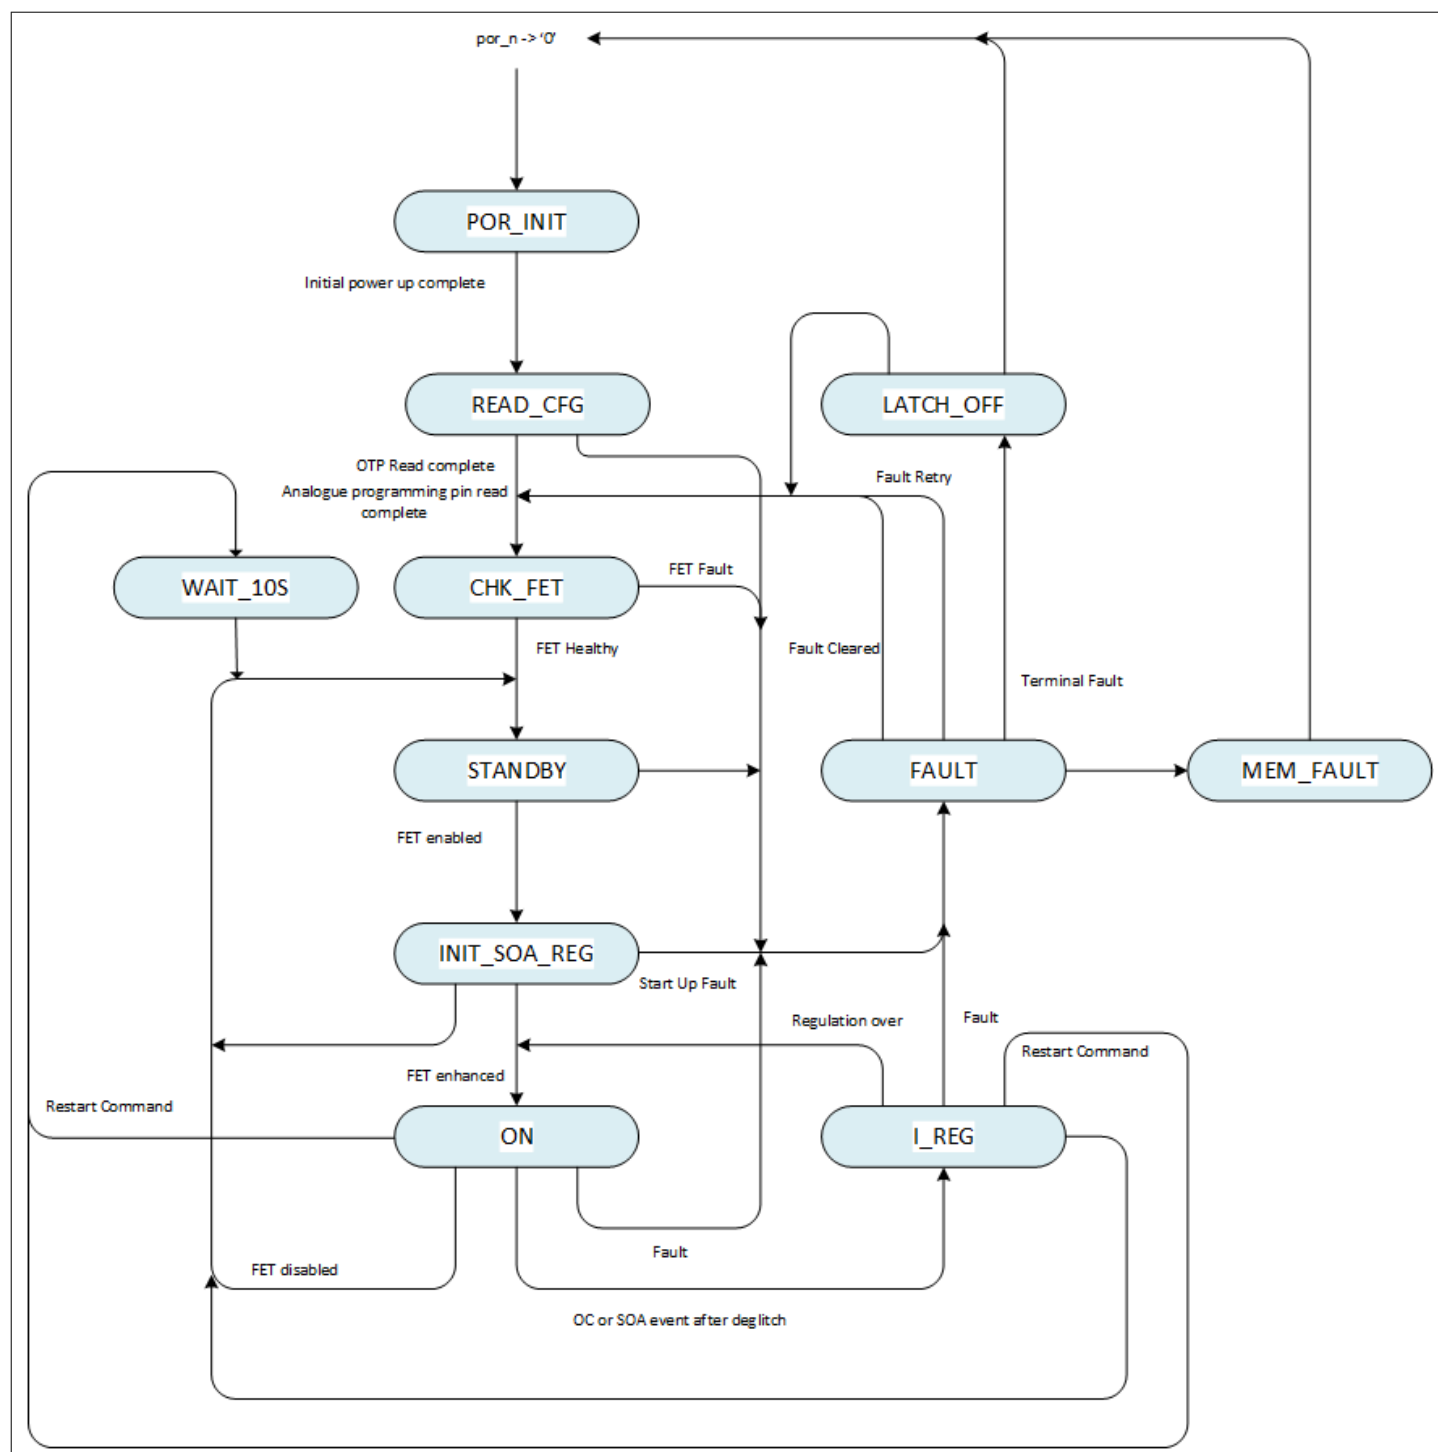 por_n -> ‘0’
POR_INIT
Initial power up complete
READ_CFG
LATCH_OFF
OTP Read complete
Analogue programming pin read
complete
Fault Retry
WAIT_10S
CHK_FET
FET Fault
FET Healthy
Fault Cleared
Terminal Fault
STANDBY
FAULT
MEM_FAULT
FET enabled
INIT_SOA_REG
Start Up Fault
Regulation over
Fault
Restart Command
FET enhanced
Restart Command
ON
I_REG
Fault
FET disabled
OC or SOA event after deglitch